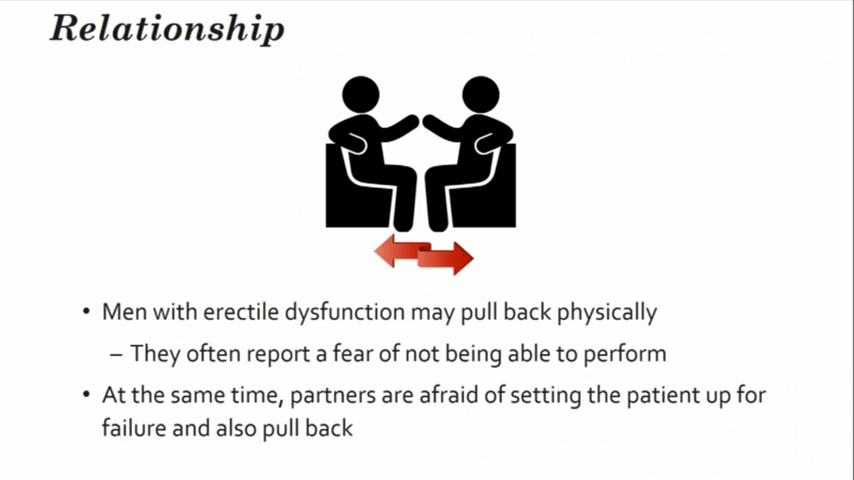 Relationship
• Men with erectile dysfunction may pull back physically
– They often report a fear of not being able to perform
• At the same time, partners are afraid of setting the patient up for
failure and also pull back